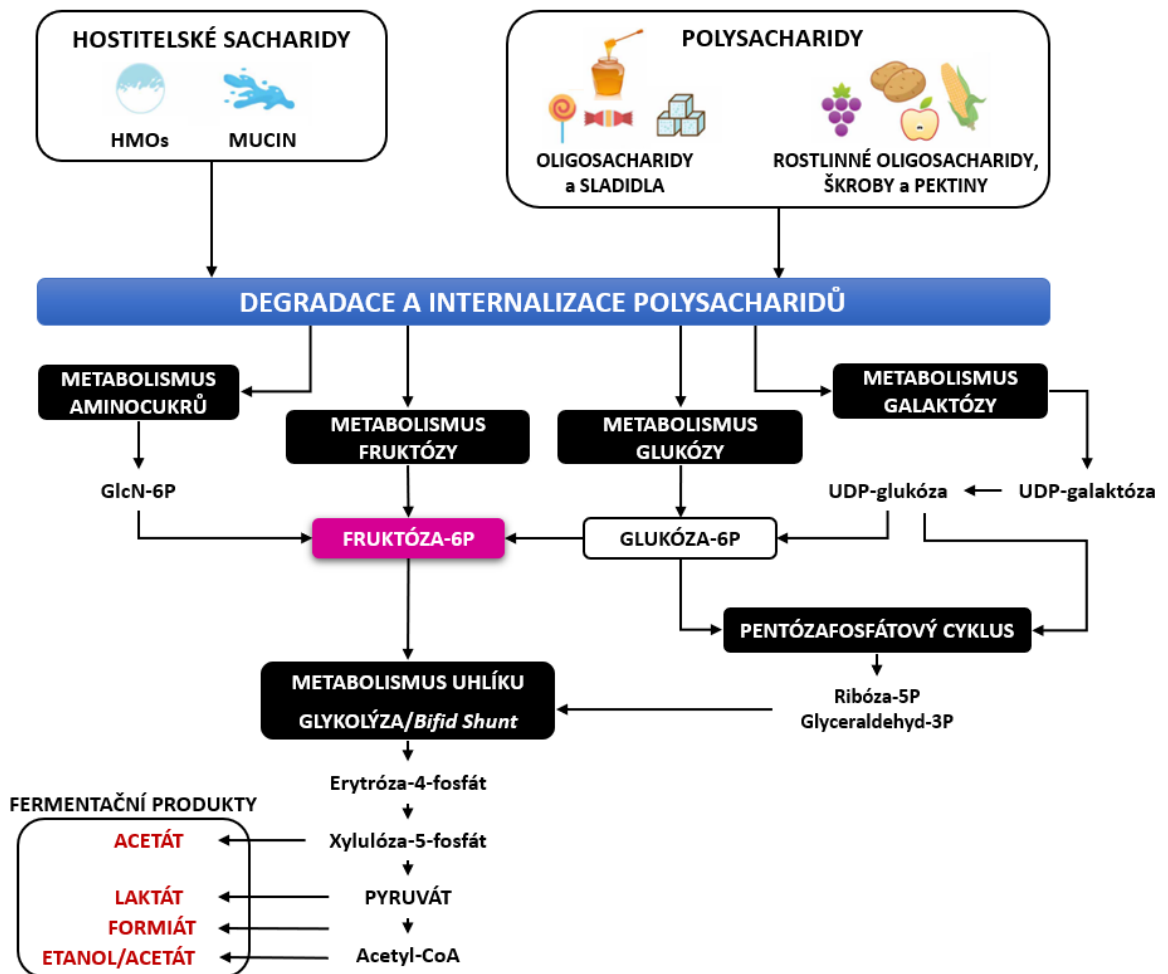 HOSTITELSKÉ SACHARIDY
HMOs
MUCIN
POLYSACHARIDY
OLIGOSACHARIDY
a SLADIDLA
ROSTLINNÉ OLIGOSACHARIDY,
ŠKROBY a PEKTINY
DEGRADACE A INTERNALIZACE POLYSACHARIDŮ
METABOLISMUS
AMINOCUKRŮ
METABOLISMUS
FRUKTÓZY
METABOLISMUS
GLUKÓZY
METABOLISMUS
GALAKTÓZY
GlcN-6P
UDP-glukóza
UDP-galaktóza
FRUKTÓZA-6P
GLUKÓZA-6P
PENTÓZAFOSFÁTOVÝ CYKLUS
METABOLISMUS UHLÍKU
GLYKOLÝZA/Bifid Shunt
Ribóza-5P
Glyceraldehyd-3P
Erytróza-4-fosfát
FERMENTAČNÍ PRODUKTY
ACETÁT
Xylulóza-5-fosfát
LAKTÁT
PYRUVÁT
FORMIÁT
ETANOL/ACETÁT
Acetyl-CoA